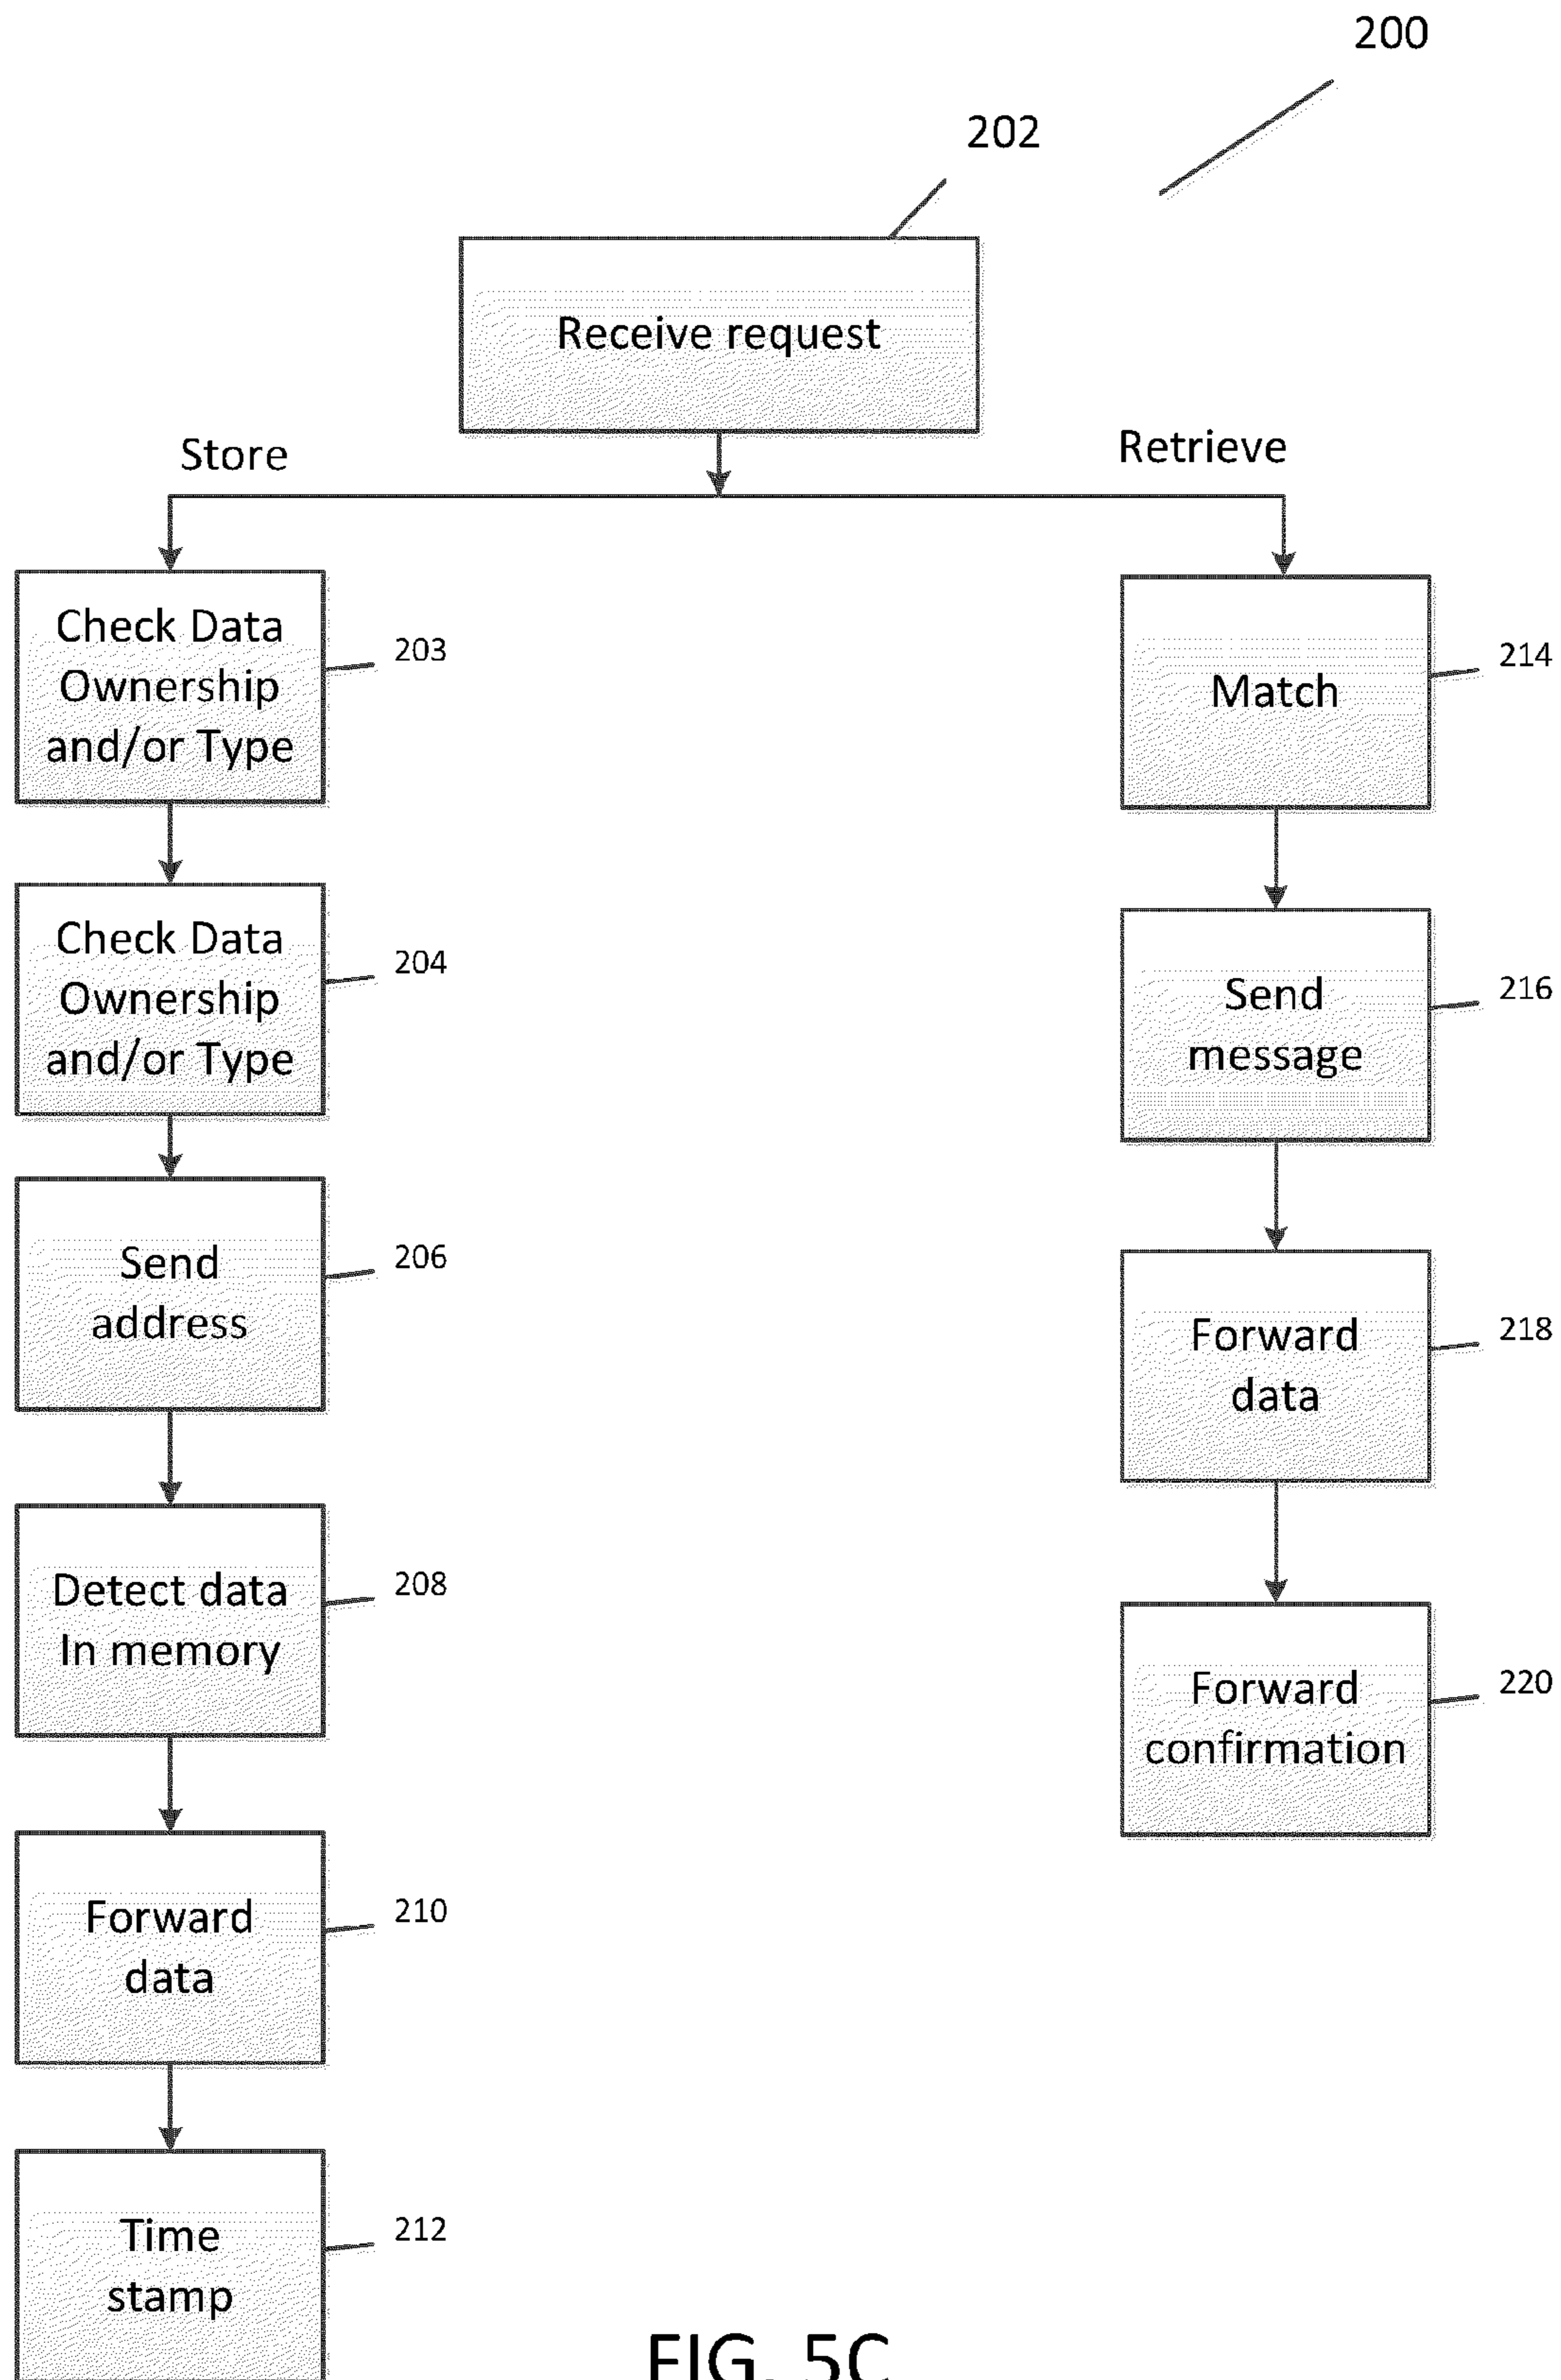 200
202
Receive request
Store
Retrieve
Check Data
Ownership
and/or Type
203
Check Data
Ownership
and/or Type
204
Send
address
206
Detect data
In memory
208
Forward
data
210
Time
stamp
212
Match
214
Send
message
216
Forward
data
218
Forward
confirmation
220
FIG. 5C